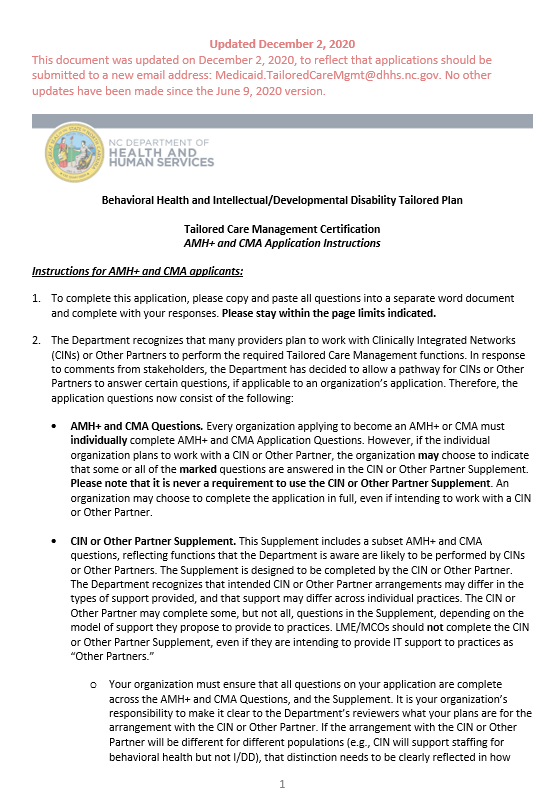 Updated December 2, 2020
This document was updated on December 2, 2020, to reflect that applications should be
submitted to a new email address: Medicaid.TailoredCareMgmt@dhhs.nc.gov. No other
updates have been made since the June 9, 2020 version.
NC DEPARTMENT OF
HEALTH AND
HUMAN SERVICES
Behavioral Health and Intellectual/Developmental Disability Tailored Plan
Tailored Care Management Certification
AMH+ and CMA Application Instructions
Instructions for AMH+ and CMA applicants:
1. To complete this application, please copy and paste all questions into a separate word document
and complete with your responses. Please stay within the page limits indicated.
2. The Department recognizes that many providers plan to work with Clinically Integrated Networks
(CINs) or Other Partners to perform the required Tailored Care Management functions. In response
to comments from stakeholders, the Department has decided to allow a pathway for CINs or Other
Partners to answer certain questions, if applicable to an organization's application. Therefore, the
application questions now consist of the following:
• AMH+ and CMA Questions. Every organization applying to become an AMH+ or CMA must
individually complete AMH+ and CMA Application Questions. However, if the individual
organization plans to work with a CIN or Other Partner, the organization may choose to indicate
that some or all of the marked questions are answered in the CIN or Other Partner Supplement.
Please note that it is never a requirement to use the CIN or Other Partner Supplement. An
organization may choose to complete the application in full, even if intending to work with a CIN
or Other Partner.
• CIN or Other Partner Supplement. This Supplement includes a subset AMH+ and CMA
questions, reflecting functions that the Department is aware are likely to be performed by CINs
or Other Partners. The Supplement is designed to be completed by the CIN or Other Partner.
The Department recognizes that intended CIN or Other Partner arrangements may differ in the
types of support provided, and that support may differ across individual practices. The CIN or
Other Partner may complete some, but not all, questions in the Supplement, depending on the
model of support they propose to provide to practices. LME/MCOs should not complete the CIN
or Other Partner Supplement, even if they are intending to provide IT support to practices as
"Other Partners."
o Your organization must ensure that all questions on your application are complete
across the AMH+ and CMA Questions, and the Supplement. It is your organization's
responsibility to make it clear to the Department's reviewers what your plans are for the
arrangement with the CIN or Other Partner. If the arrangement with the CIN or Other
Partner will be different for different populations (e.g., CIN will support staffing for
behavioral health but not I/DD), that distinction needs to be clearly reflected in how
1